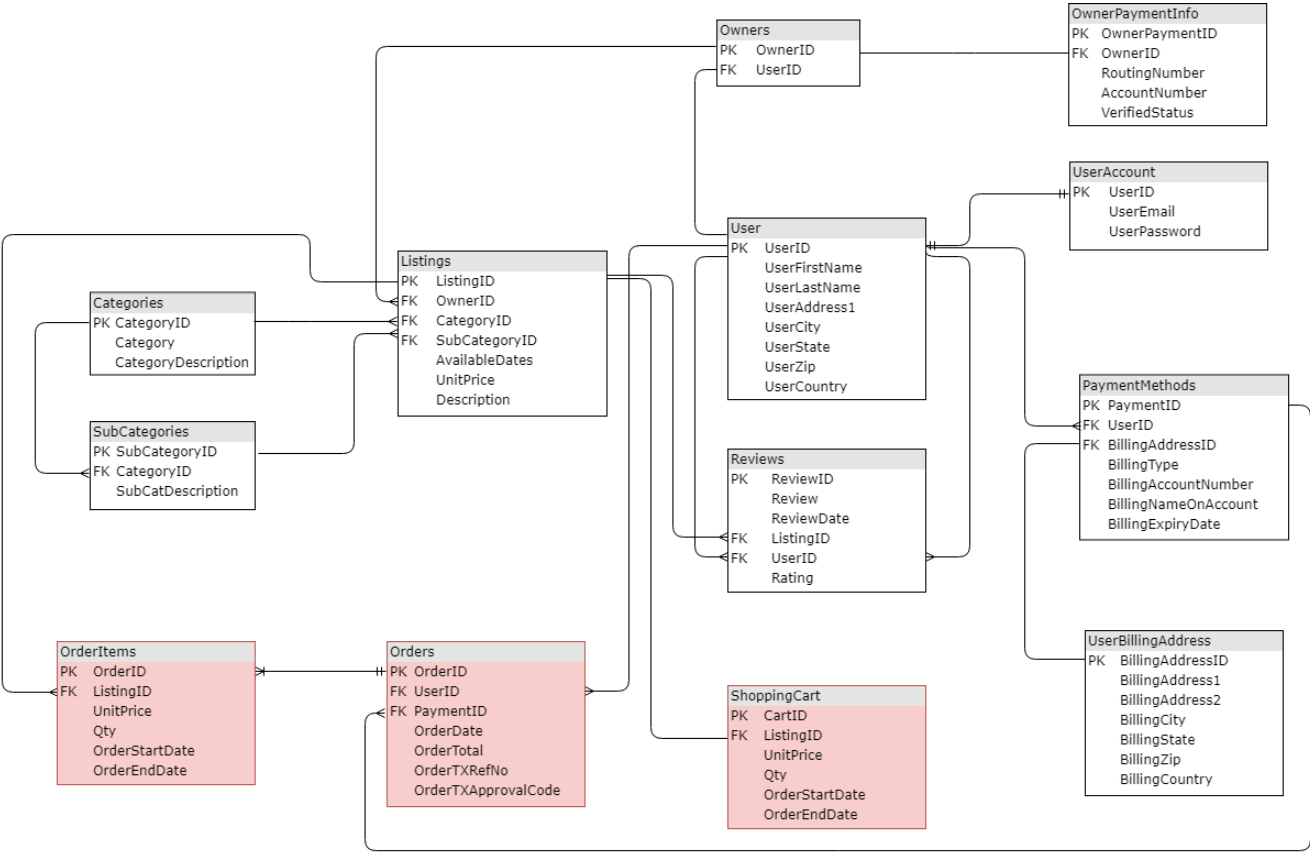 OwnerPaymentInfo
PK OwnerPaymentID
FK OwnerID
RoutingNumber
AccountNumber
VerifiedStatus
Owners
PK OwnerID
FK UserID
UserAccount
PK UserID
UserEmail
UserPassword
User
PK UserID
UserFirstName
UserLastName
UserAddress1
UserCity
UserState
UserZip
UserCountry
Listings
PK ListingID
FK OwnerID
FK CategoryID
FK SubCategoryID
AvailableDates
UnitPrice
Description
Categories
PK CategoryID
Category
CategoryDescription
SubCategories
PK SubCategoryID
FK CategoryID
SubCatDescription
PaymentMethods
PK PaymentID
FK UserID
FK BillingAddressID
BillingType
BillingAccountNumber
BillingNameOnAccount
BillingExpiryDate
Reviews
PK ReviewID
Review
ReviewDate
FK ListingID
FK UserID
Rating
OrderItems
PK OrderID
FK ListingID
UnitPrice
Qty
OrderStartDate
OrderEndDate
Orders
PK OrderID
FK UserID
FK PaymentID
OrderDate
OrderTotal
OrderTXRefNo
OrderTXApprovalCode
ShoppingCart
PK CartID
FK ListingID
UnitPrice
Qty
OrderStartDate
OrderEndDate
UserBillingAddress
PK BillingAddressID
BillingAddress1
BillingAddress2
BillingCity
BillingState
BillingZip
BillingCountry